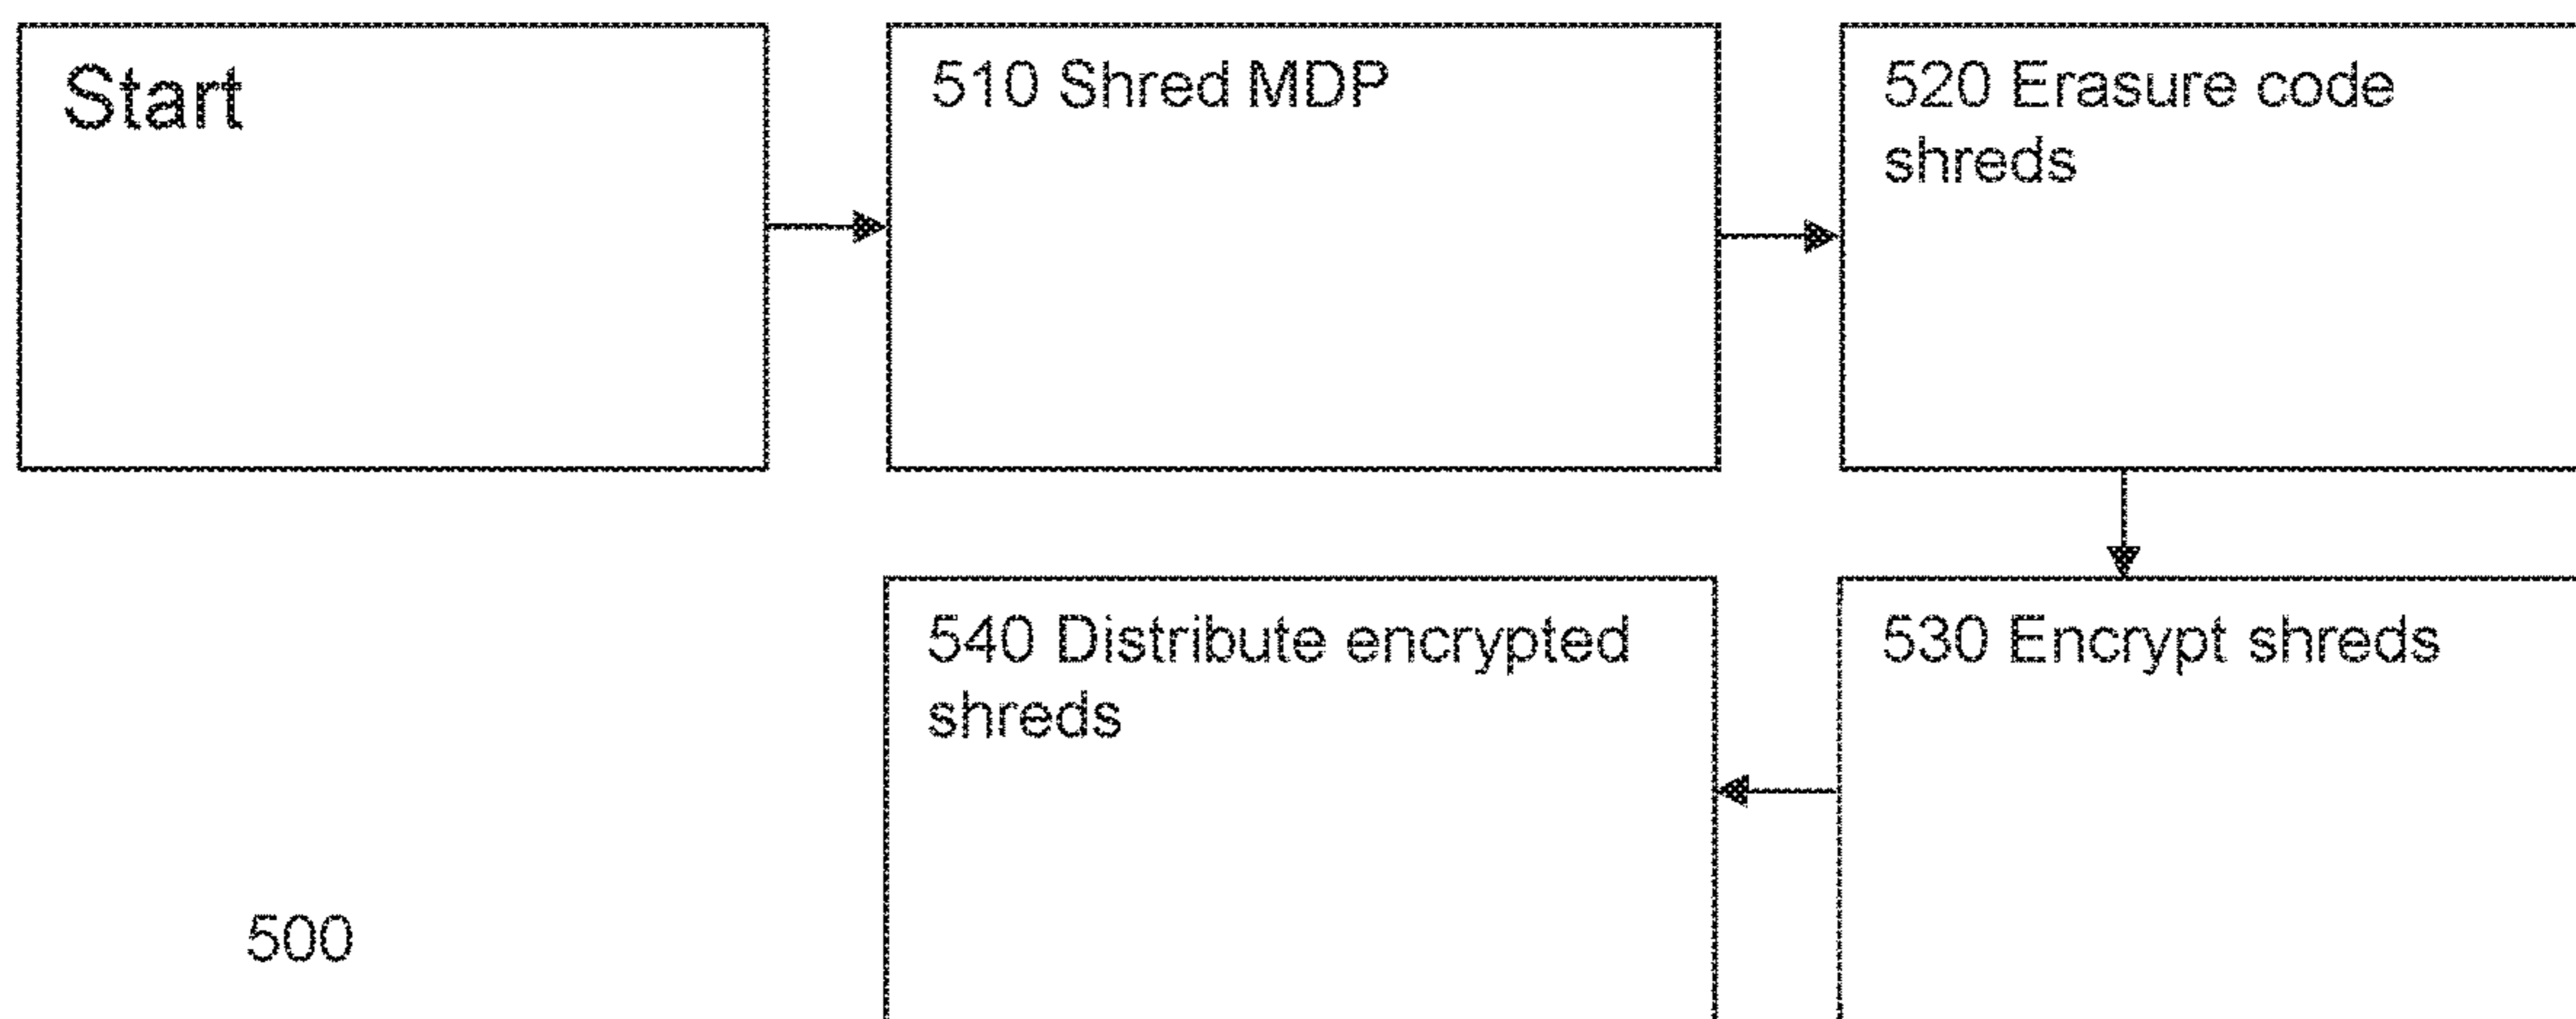 Start
510 Shred MDP
520 Erasure code
shreds
530 Encrypt shreds
540 Distribute encrypted
shreds
500